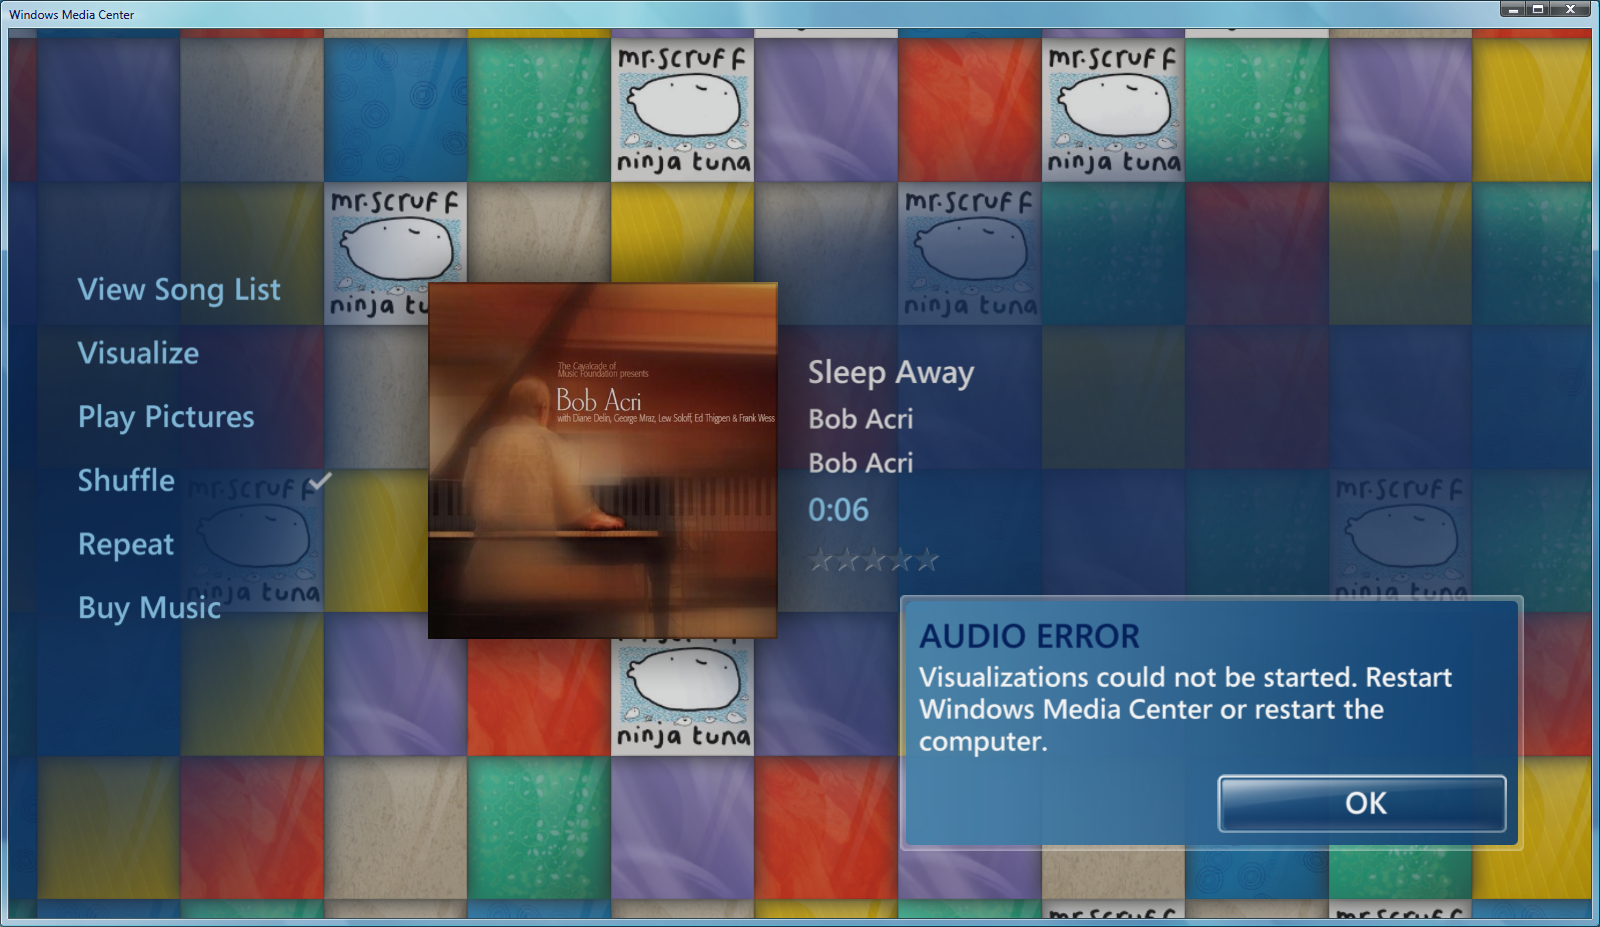 Windows Media Center
mr.scruff
ninja tuna
mr.scruff
ninja tuna
mr.scruff
ninja tu
mr.scruff
ninja tuna
View Song List
Visualize
Play Pictures
Shuffle
Repeat
Buy Music
mr.scruff
ninja tuna
The Cavalcade of
Music Foundation presents
Bob Acri
with Diane Delin, George Mraz, Lew Soloff, Ed Thigpen & Frank Wess
Sleep Away
Bob Acri
Bob Acri
0:06
mr.scruff
ninja tuna
ninja tuna
AUDIO ERROR
Visualizations could not be started. Restart
Windows Media Center or restart the
computer.
OK
mr.scruff
mr.scruff